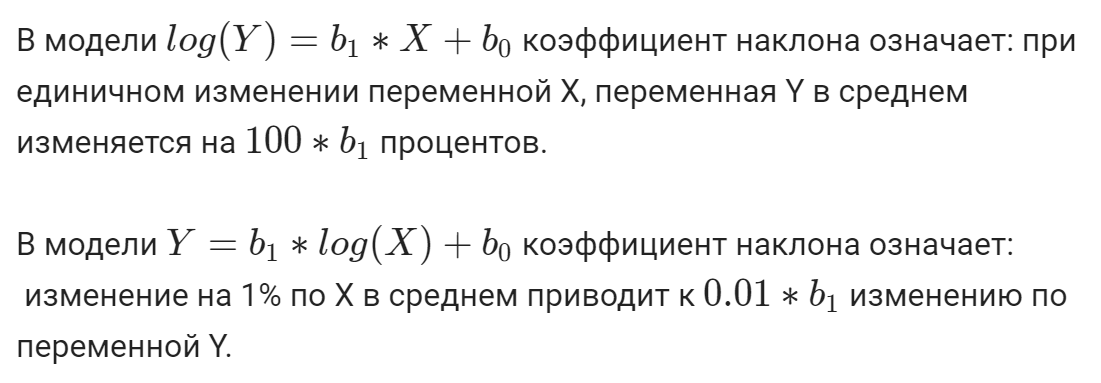 В модели log(Y) = b₁ * X + b₀ коэффициент наклона означает: при
единичном изменении переменной X, переменная Y в среднем
изменяется на 100 * b₁ процентов.
В модели Y = b₁ * log(X) + b₀ коэффициент наклона означает:
изменение на 1% по X в среднем приводит к 0.01 * b₁ изменению по
переменной Y.